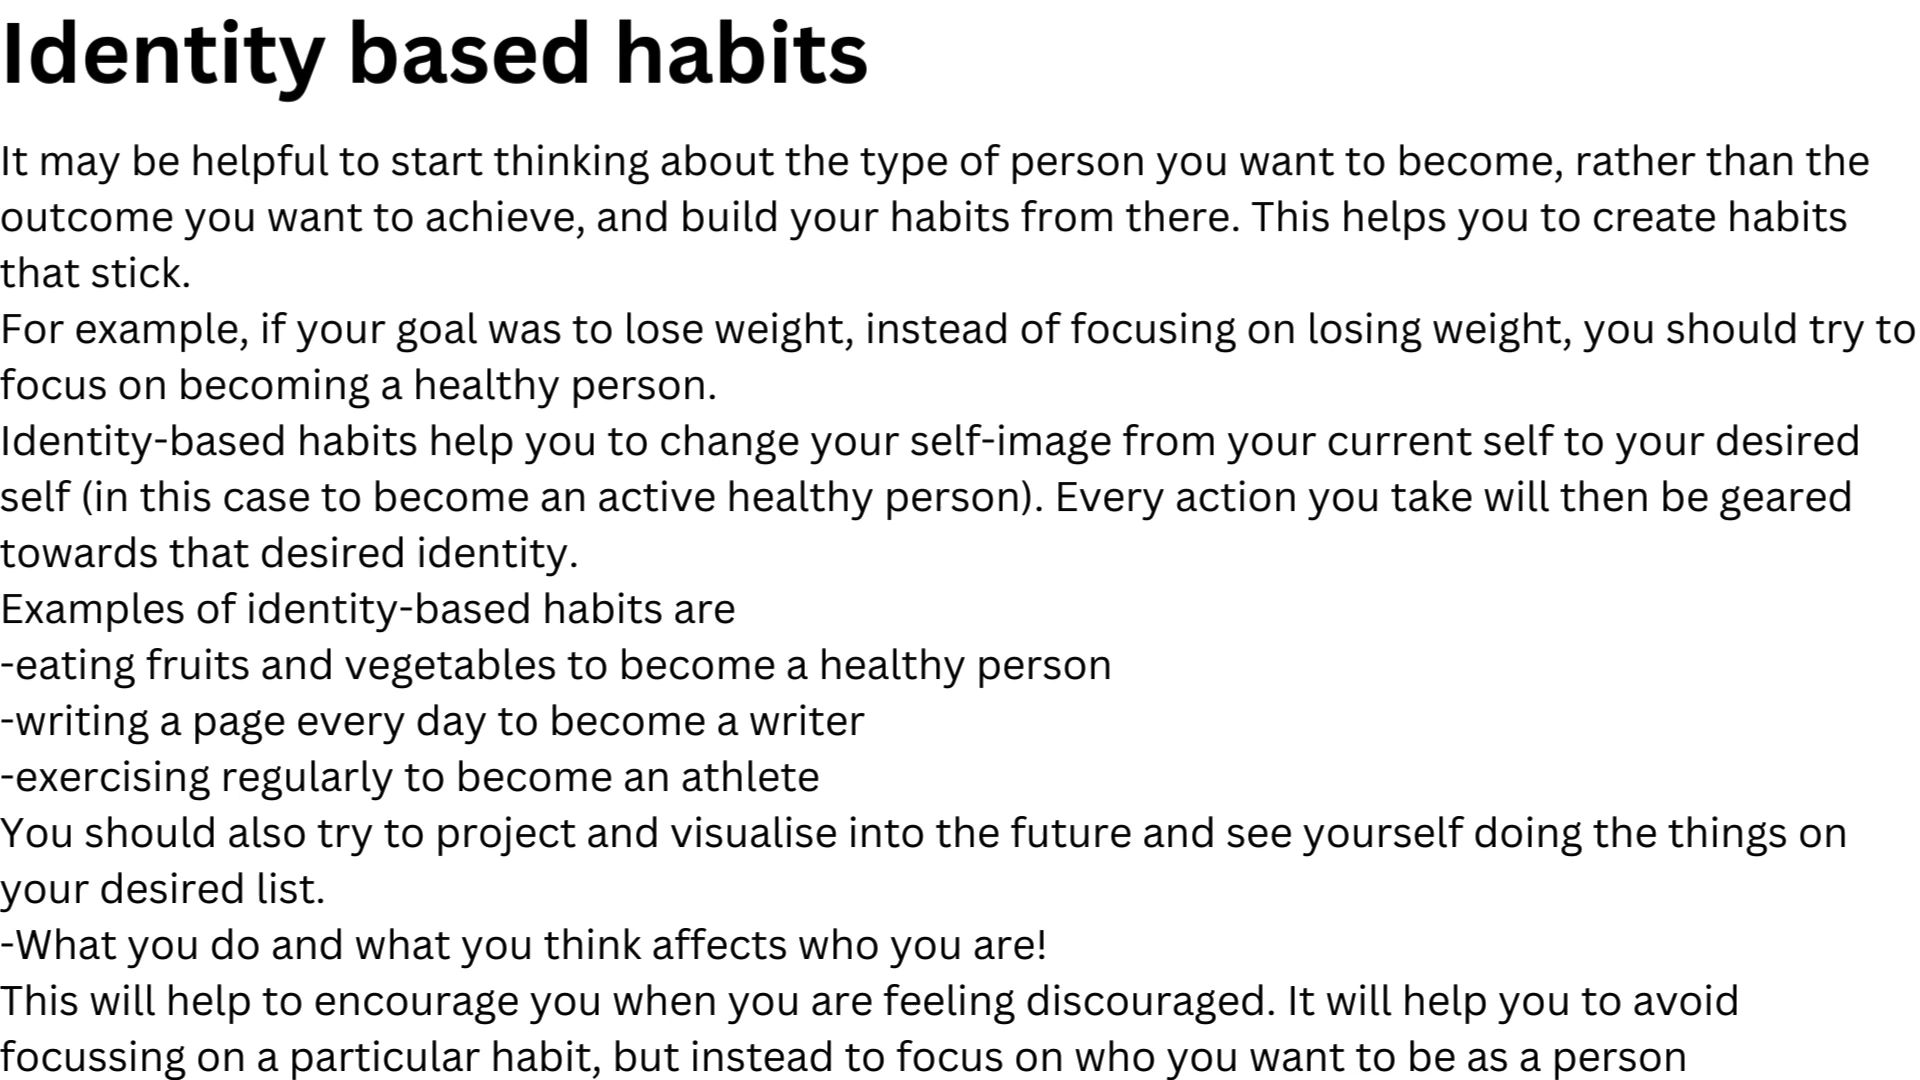 Identity based habits
It may be helpful to start thinking about the type of person you want to become, rather than the
outcome you want to achieve, and build your habits from there. This helps you to create habits
that stick.
For example, if your goal was to lose weight, instead of focusing on losing weight, you should try to
focus on becoming a healthy person.
Identity-based habits help you to change your self-image from your current self to your desired
self (in this case to become an active healthy person). Every action you take will then be geared
towards that desired identity.
Examples of identity-based habits are
-eating fruits and vegetables to become a healthy person
-writing a page every day to become a writer
-exercising regularly to become an athlete
You should also try to project and visualise into the future and see yourself doing the things on
your desired list.
-What you do and what you think affects who you are!
This will help to encourage you when you are feeling discouraged. It will help you to avoid
focussing on a particular habit, but instead to focus on who you want to be as a person